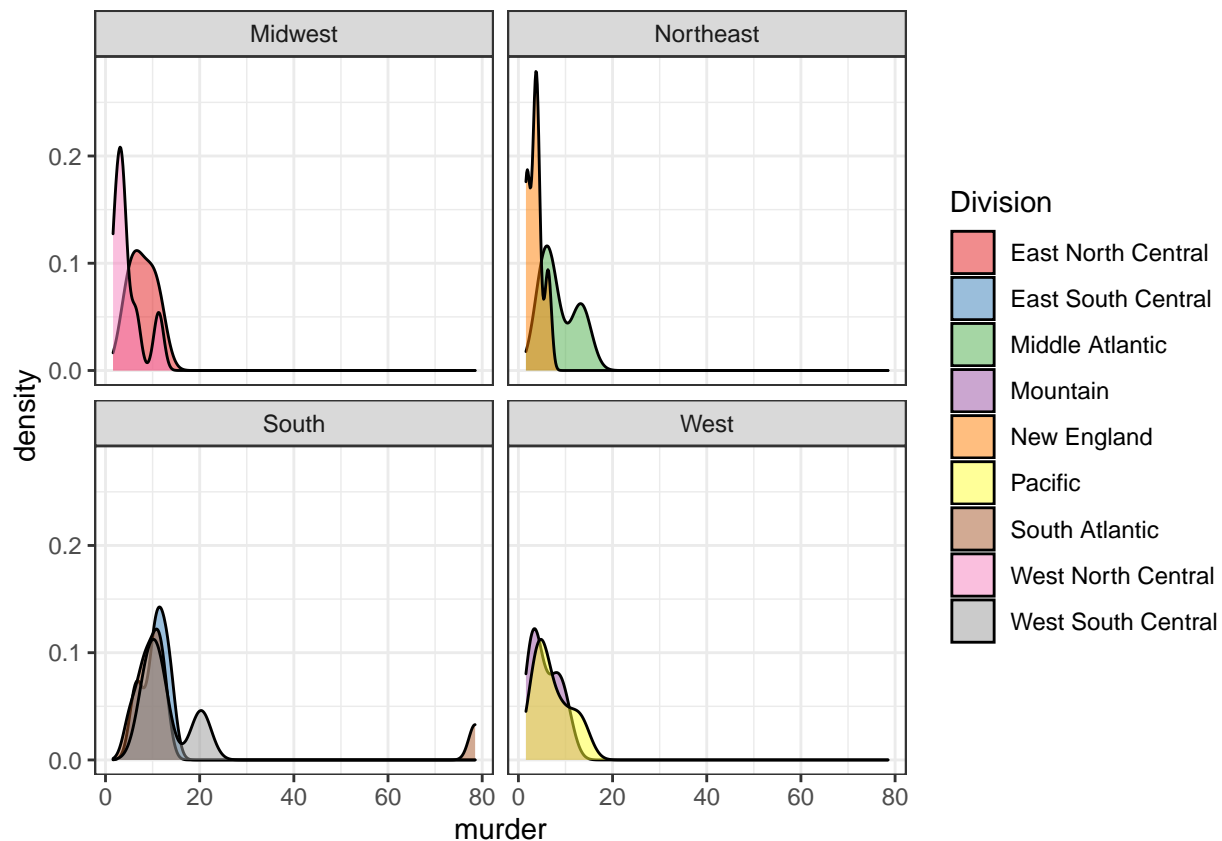 Midwest
Northeast
0.2
0.1
0.0
South
West
0.2
0.1
0.0
0 20 40 60 80
0 20 40 60 80
murder
density
Division
East North Central
East South Central
Middle Atlantic
Mountain
New England
Pacific
South Atlantic
West North Central
West South Central